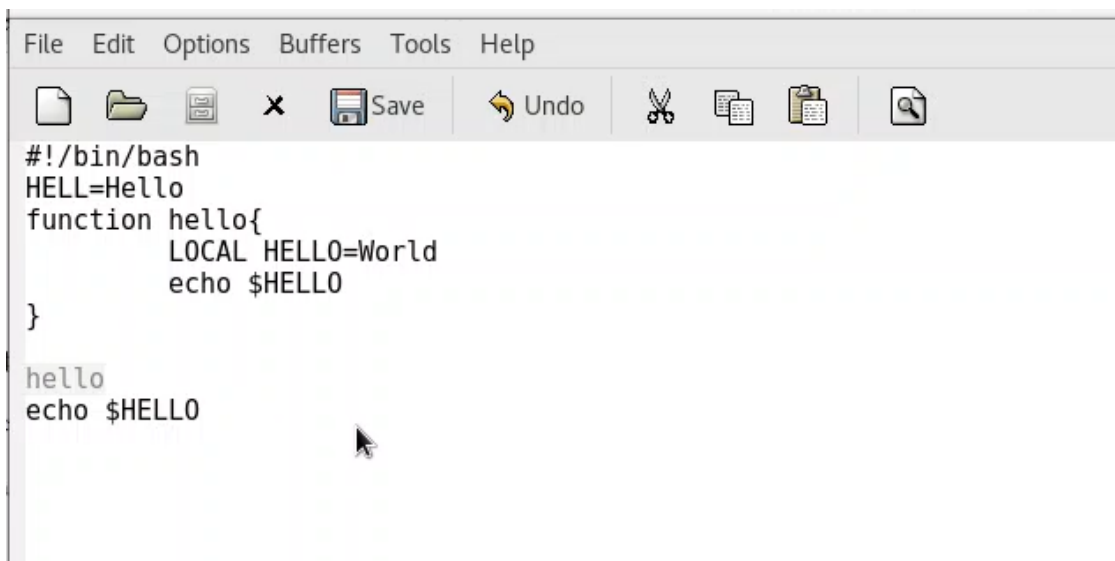 File Edit Options Buffers Tools Help
Save Undo
#!/bin/bash
HELL=Hello
function hello{
        LOCAL HELLO=World
        echo $HELLO
}
hello
echo $HELLO